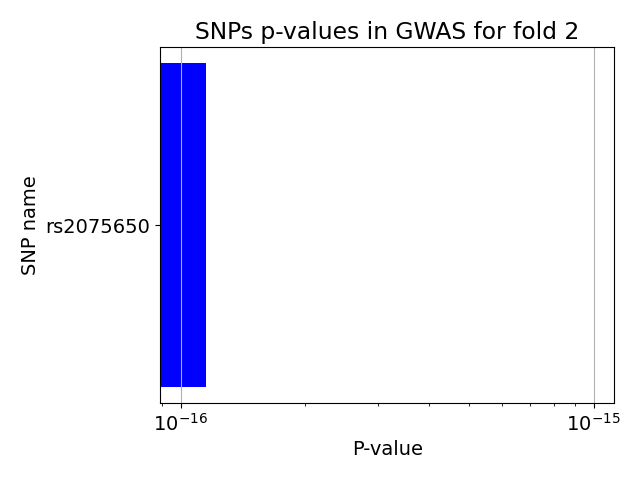 SNPs p-values in GWAS for fold 2
SNP name
rs2075650
10⁻¹⁶
10⁻¹⁵
P-value